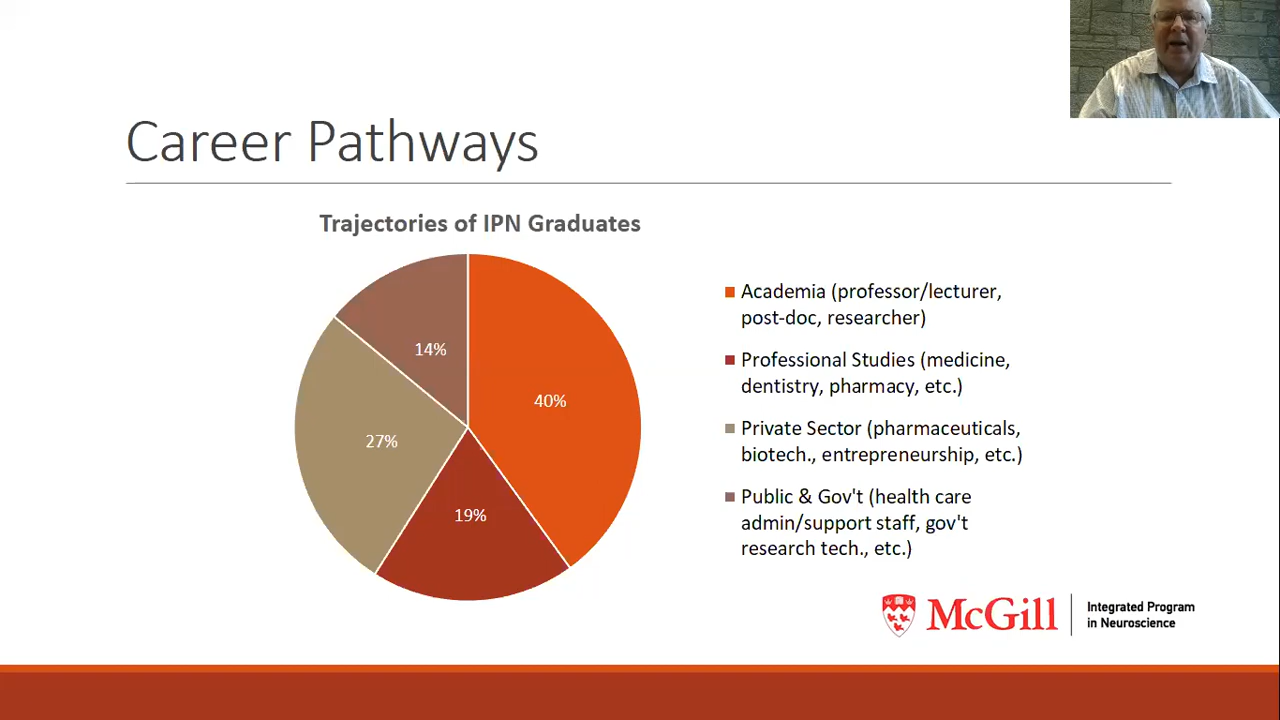 Career Pathways
Trajectories of IPN Graduates
14%
40%
27%
19%
Academia (professor/lecturer,
post-doc, researcher)
Professional Studies (medicine,
dentistry, pharmacy, etc.)
Private Sector (pharmaceuticals,
biotech., entrepreneurship, etc.)
Public & Gov't (health care
admin/support staff, gov't
research tech., etc.)
McGill
Integrated Program
in Neuroscience